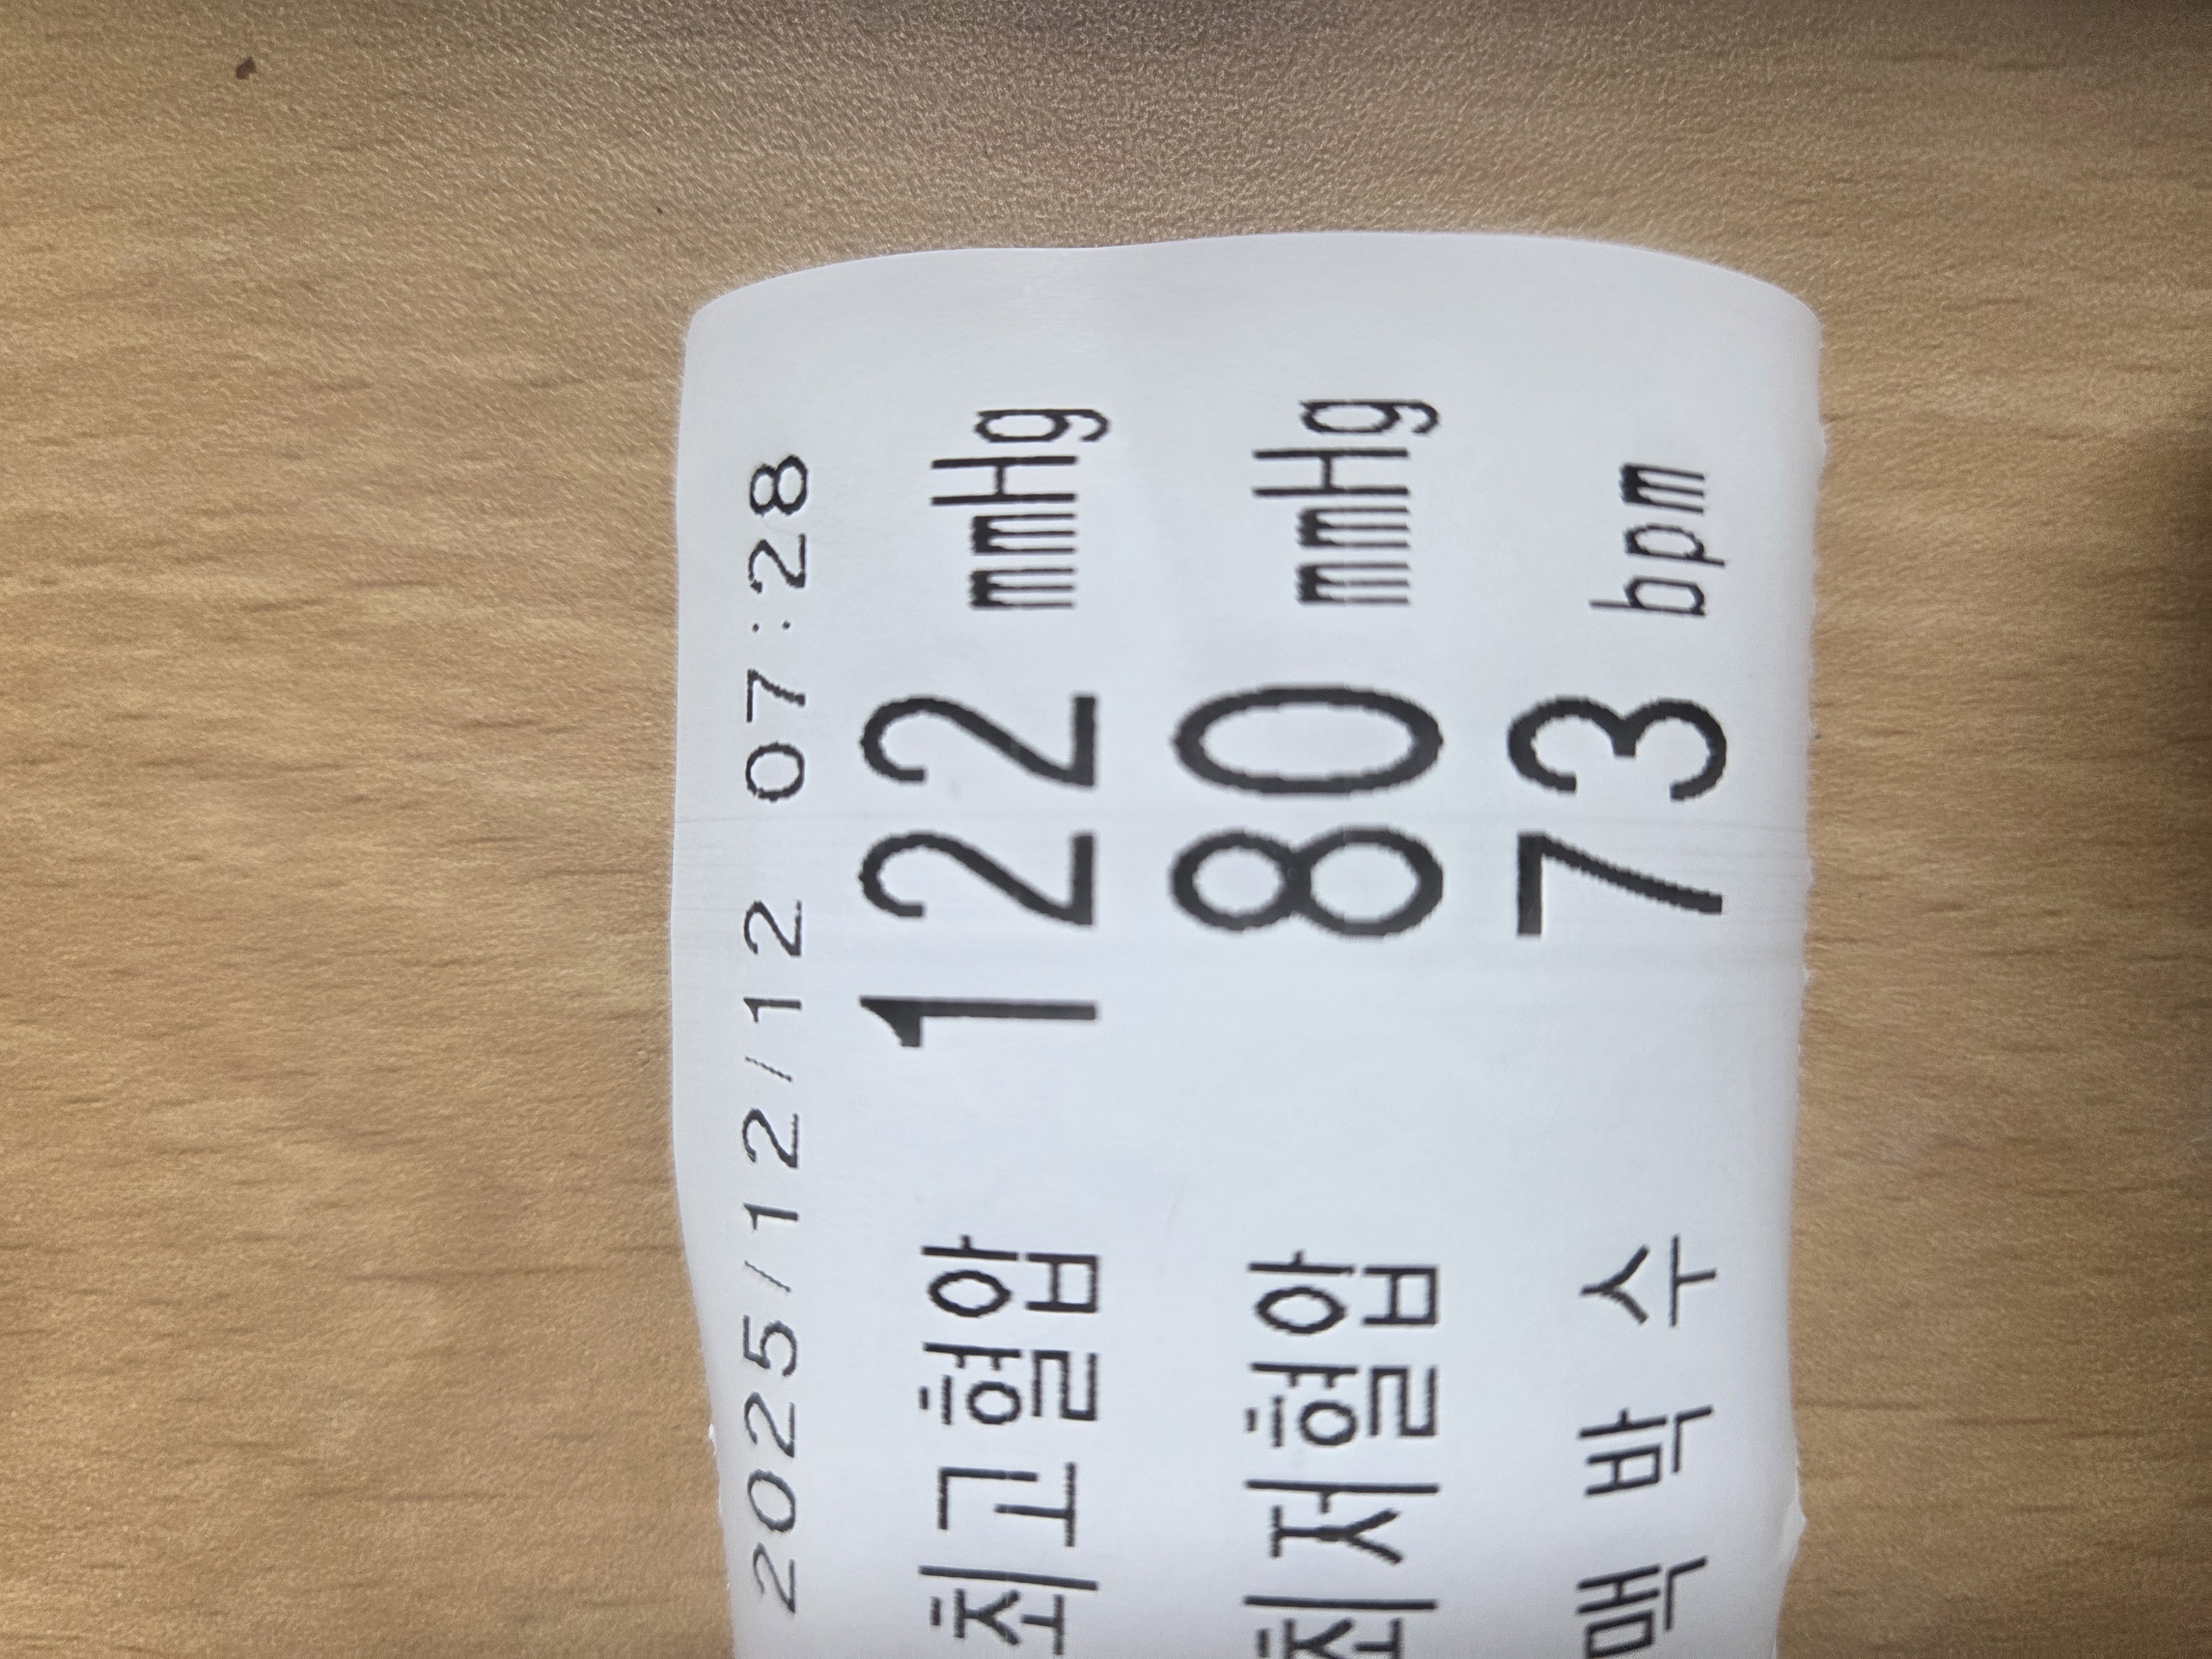 2025/12/12 07:28
최고혈압 122 mmHg
최저혈압 80 mmHg
맥 박 수 73 bpm